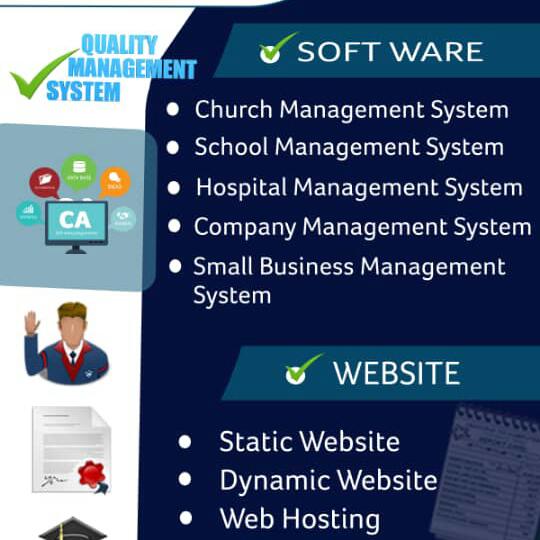 QUALITY
MANAGEMENT
SYSTEM
SOFT WARE
Church Management System
School Management System
Hospital Management System
Company Management System
Small Business Management
System
CA
WEBSITE
Static Website
Dynamic Website
Web Hosting